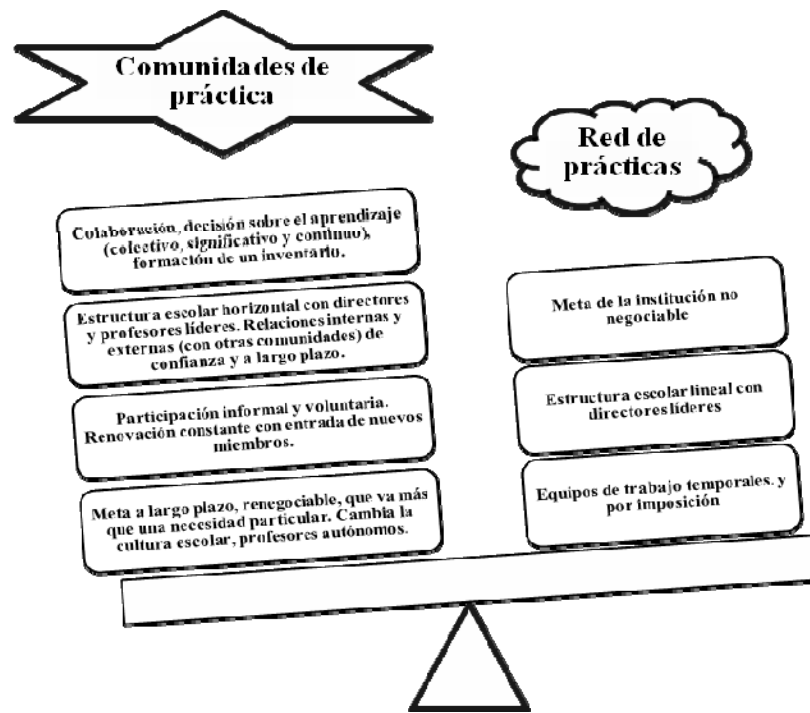 Comunidades de
práctica
Red de
prácticas
Colaboración, decisión sobre el aprendizaje
(colectivo, significativo y continuo),
formación de un inventario.
Estructura escolar horizontal con directores
y profesores líderes. Relaciones internas y
externas (con otras comunidades) de
confianza y a largo plazo.
Participación informal y voluntaria.
Renovación constante con entrada de nuevos
miembros.
Meta a largo plazo, renegociable, que va más
que una necesidad particular. Cambia la
cultura escolar, profesores autónomos.
Meta de la institución no
negociable
Estructura escolar lineal con
directores líderes
Equipos de trabajo temporales. y
por imposición